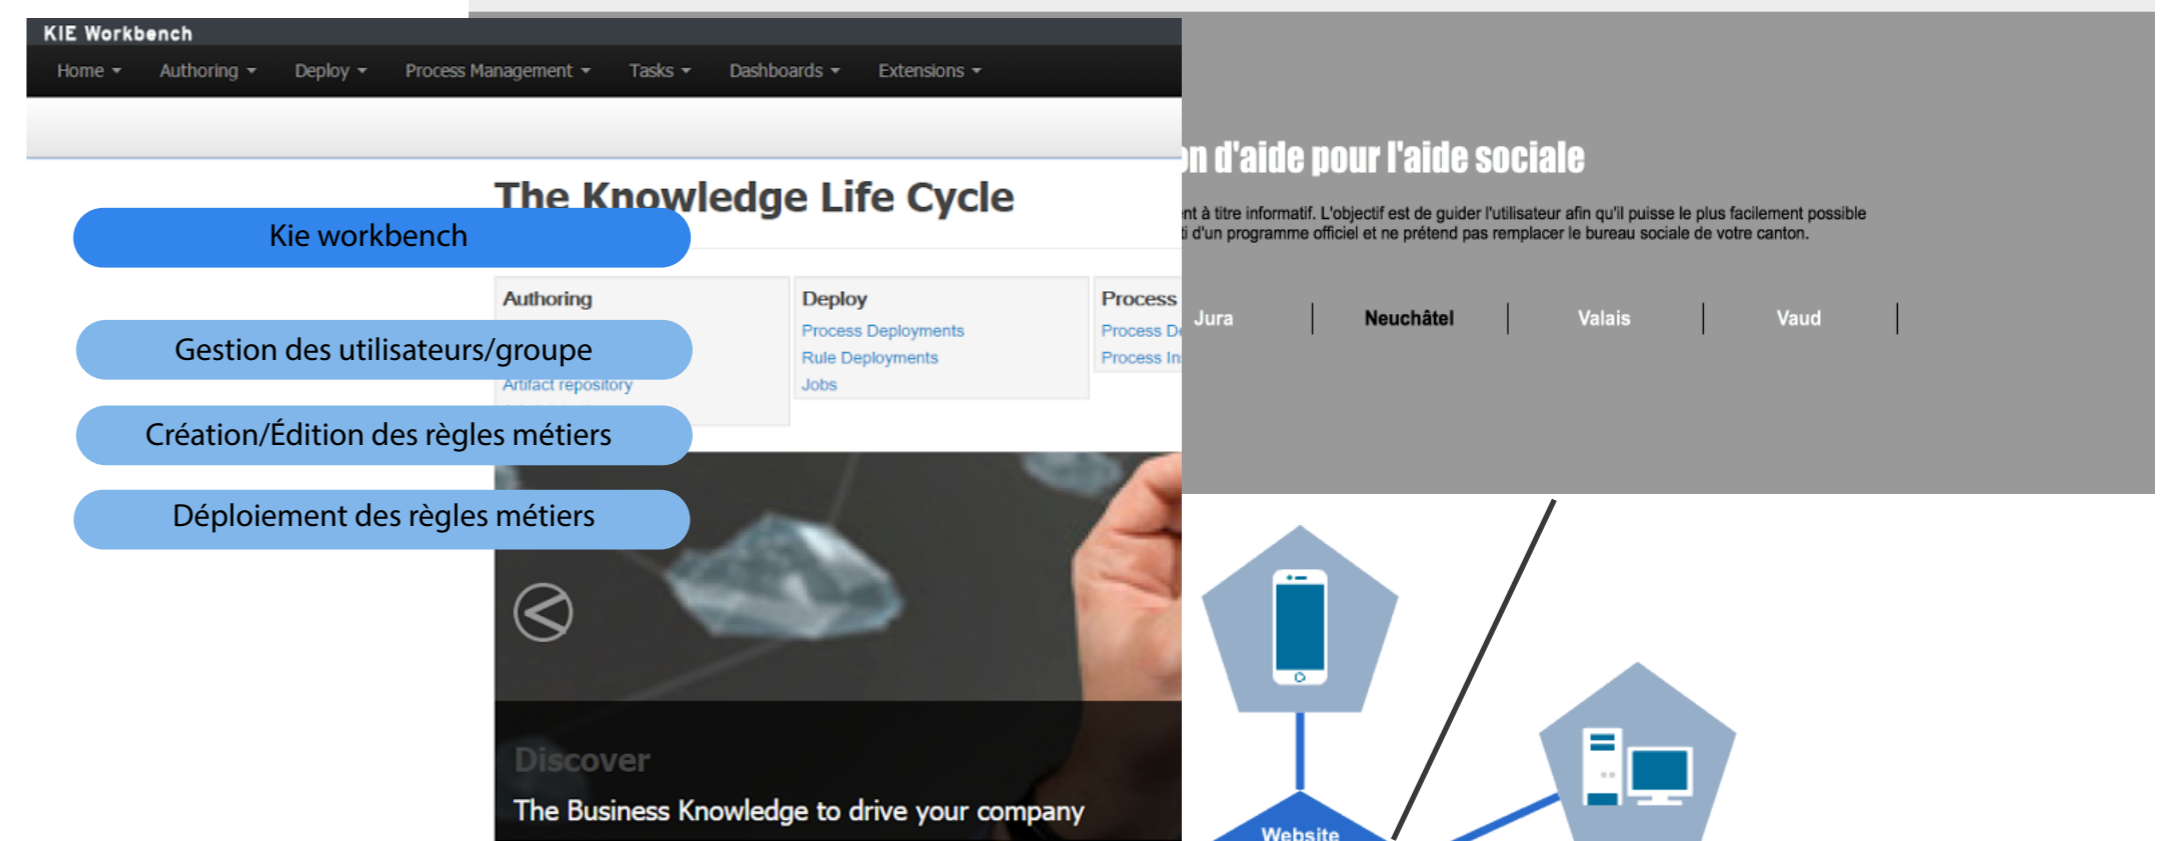 KIE Workbench
Home Authoring Deploy Process Management Tasks Dashboards Extensions
The Knowledge Life Cycle
Kie workbench
Gestion des utilisateurs/groupe
Création/Édition des règles métiers
Déploiement des règles métiers
Authoring
Artifact repository
Deploy
Process Deployments
Rule Deployments
Jobs
Process
Process
Process
Discover
The Business Knowledge to drive your company
d'aide pour l'aide sociale
à titre informatif. L'objectif est de guider l'utilisateur afin qu'il puisse le plus facilement possible
d'un programme officiel et ne prétend pas remplacer le bureau sociale de votre canton.
Jura Neuchâtel Valais Vaud
Website